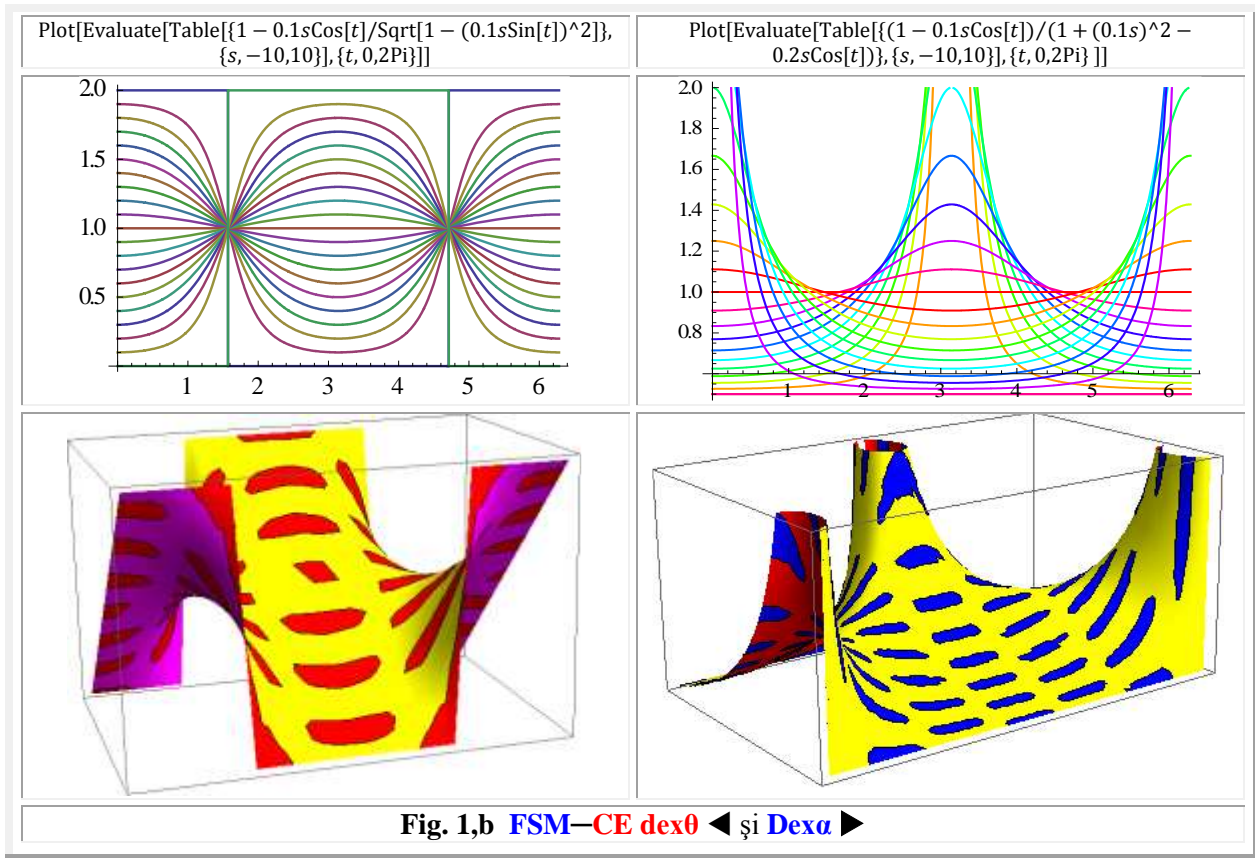 Plot[Evaluate[Table[{1 − 0.1sCos[t]/Sqrt[1 − (0.1sSin[t])^2]},
{s, −10,10}],{t, 0,2Pi}]]
Plot[Evaluate[Table[{(1 − 0.1sCos[t])/(1 + (0.1s)^2 −
0.2sCos[t])},{s, −10,10}],{t, 0,2Pi} ]]
2.0
1.5
1.0
0.5
1 2 3 4 5 6
2.0
1.8
1.6
1.4
1.2
1.0
0.8
1 2 3 4 5 6
Fig. 1,b FSM—CE dexθ ◄ şi Dexα ►